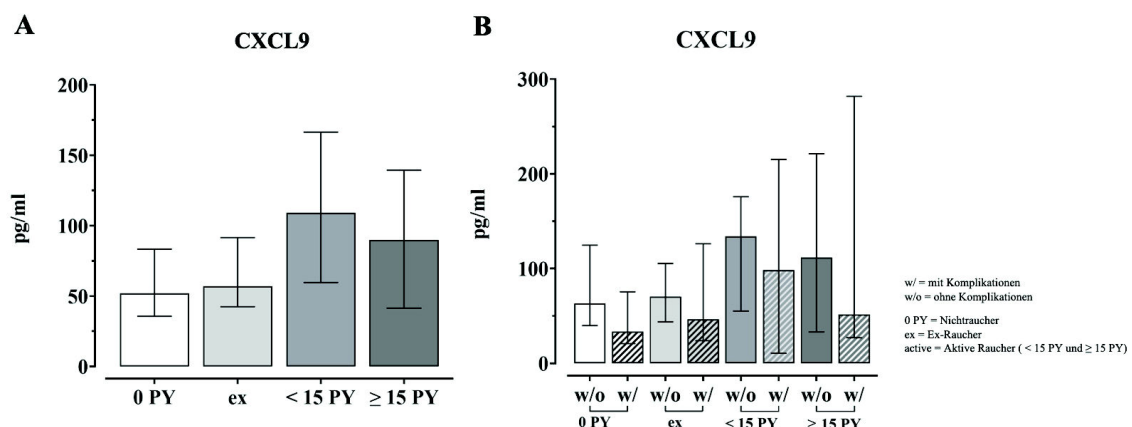 A
CXCL9
200
150
100
50
0
pg/ml
0 PY ex < 15 PY ≥ 15 PY
B
CXCL9
300
200
100
0
pg/ml
w/o w/ w/o w/ w/o w/ w/o w/
0 PY ex < 15 PY ≥ 15 PY
w/ = mit Komplikationen
w/o = ohne Komplikationen
0 PY = Nichtraucher
ex = Ex-Raucher
active = Aktive Raucher ( < 15 PY und ≥ 15 PY)